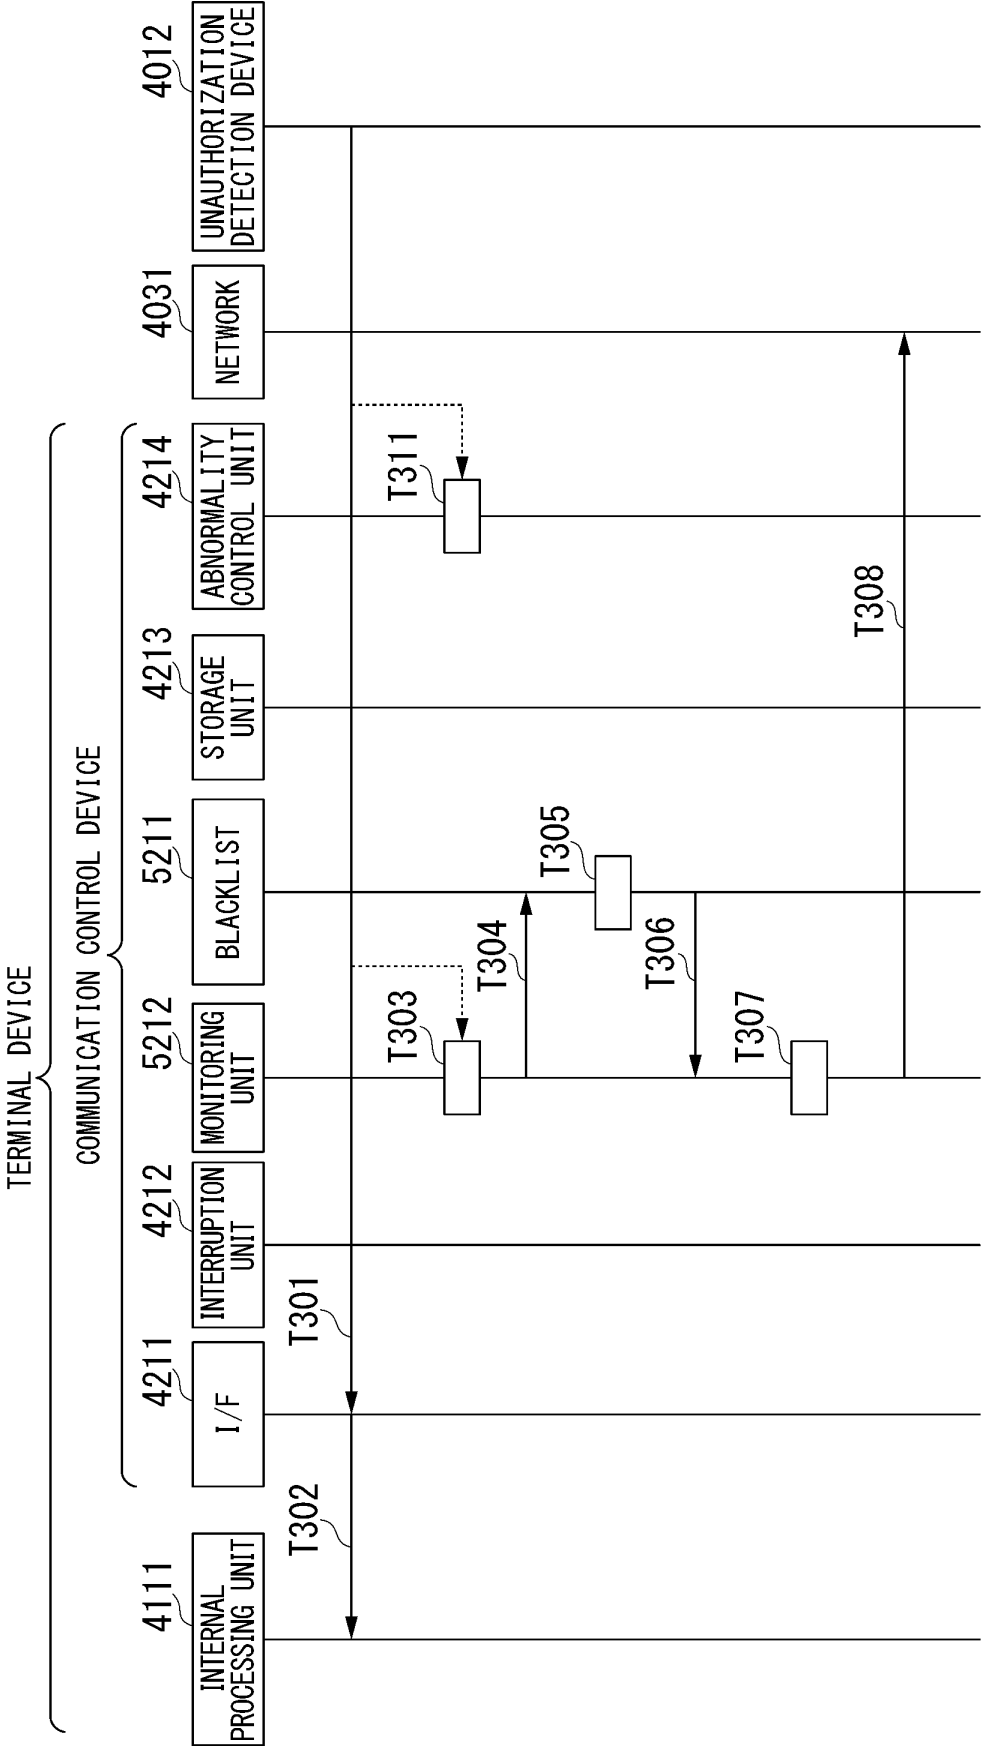 TERMINAL DEVICE
COMMUNICATION CONTROL DEVICE
4111
INTERNAL
PROCESSING UNIT
4211
I/F
4212
INTERRUPTION
UNIT
5212
MONITORING
UNIT
5211
BLACKLIST
4213
STORAGE
UNIT
4214
ABNORMALITY
CONTROL UNIT
4031
NETWORK
4012
UNAUTHORIZATION
DETECTION DEVICE
T302
T301
T303
T311
T304
T305
T306
T307
T308